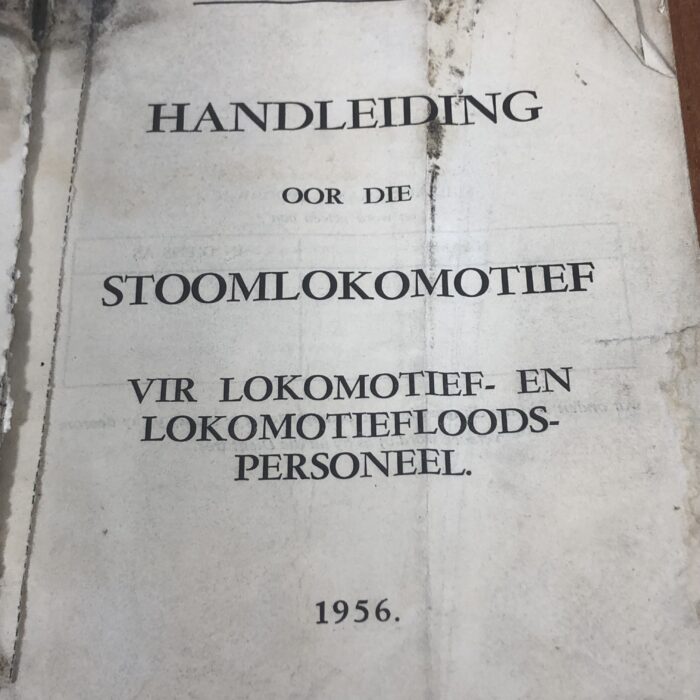 HANDLEIDING
OOR DIE
STOOMLOKOMOTIEF
VIR LOKOMOTIEF- EN
LOKOMOTIEFLOODS-
PERSONEEL.
1956.